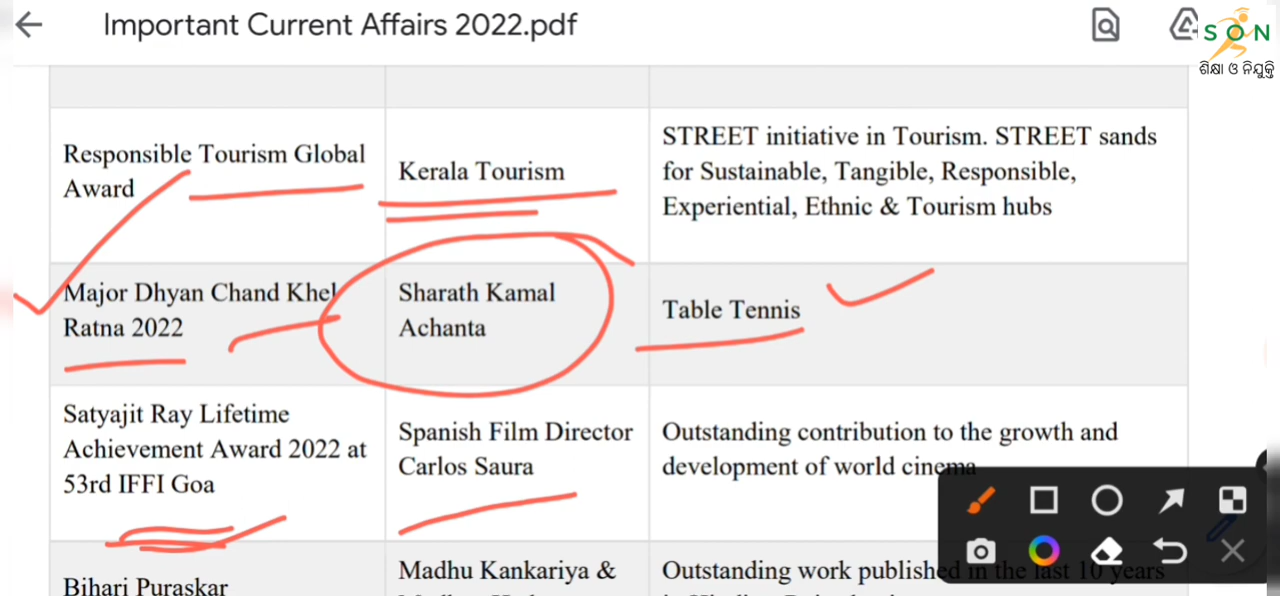 Important Current Affairs 2022.pdf
SON
ଶିକ୍ଷା ଓ ନିଯୁକ୍ତି
Responsible Tourism Global
Award
Kerala Tourism
STREET initiative in Tourism. STREET sands
for Sustainable, Tangible, Responsible,
Experiential, Ethnic & Tourism hubs
Major Dhyan Chand Khel
Ratna 2022
Sharath Kamal
Achanta
Table Tennis
Satyajit Ray Lifetime
Achievement Award 2022 at
53rd IFFI Goa
Spanish Film Director
Carlos Saura
Outstanding contribution to the growth and
development of world cinema
Bihari Puraskar
Madhu Kankariya &
Outstanding work published in the last 10 years